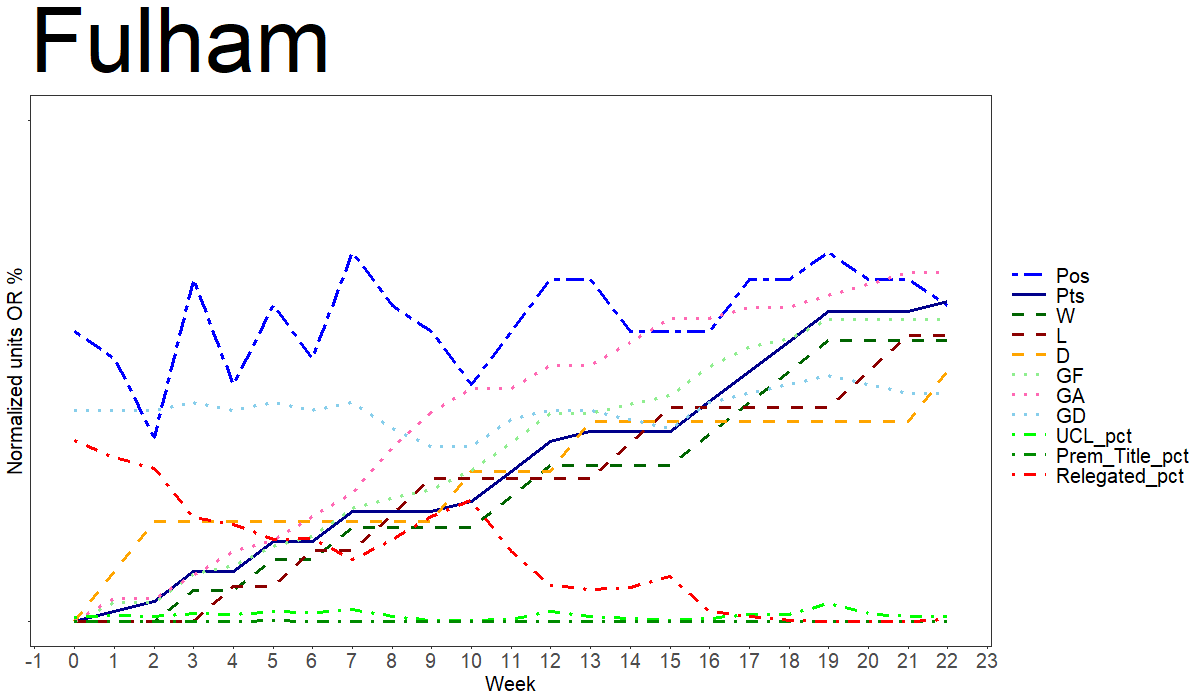 Fulham
Normalized units OR %
Pos
Pts
W
L
D
GF
GA
GD
UCL_pct
Prem_Title_pct
Relegated_pct
-1 0 1 2 3 4 5 6 7 8 9 10 11 12 13 14 15 16 17 18 19 20 21 22 23
Week